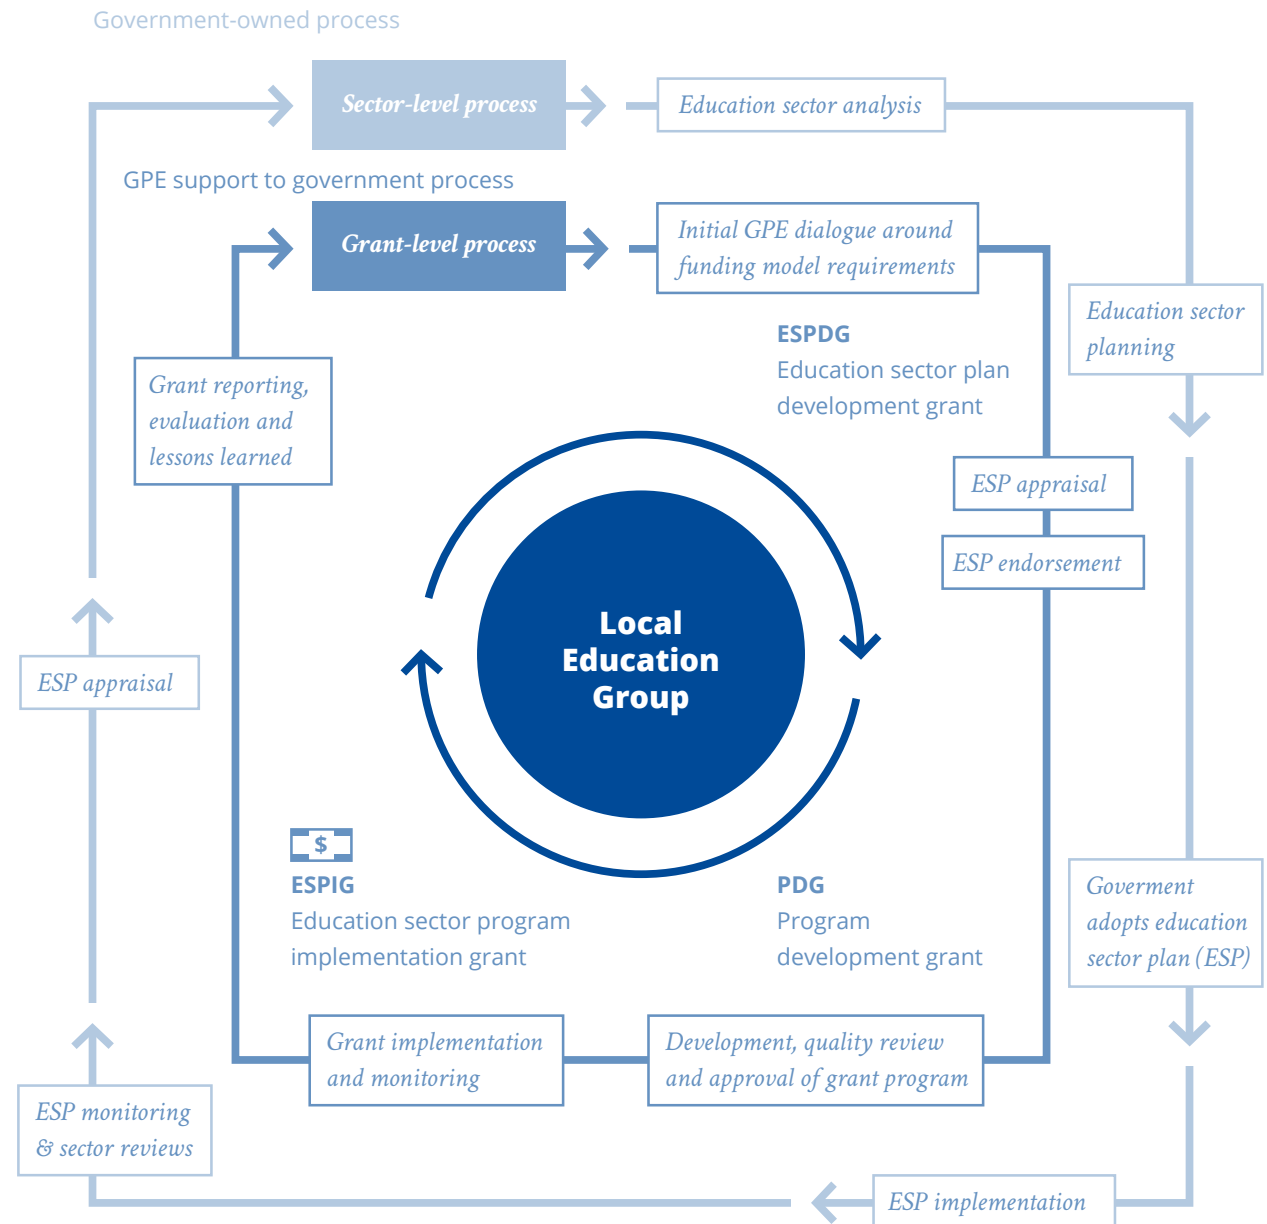 Government-owned process
Sector-level process
Education sector analysis
GPE support to government process
Grant-level process
Initial GPE dialogue around
funding model requirements
Education sector
planning
ESPDG
Education sector plan
development grant
Grant reporting,
evaluation and
lessons learned
ESP appraisal
ESP endorsement
Local
Education
Group
ESP appraisal
$
ESPIG
Education sector program
implementation grant
PDG
Program
development grant
Goverment
adopts education
sector plan (ESP)
Grant implementation
and monitoring
Development, quality review
and approval of grant program
ESP monitoring
& sector reviews
ESP implementation